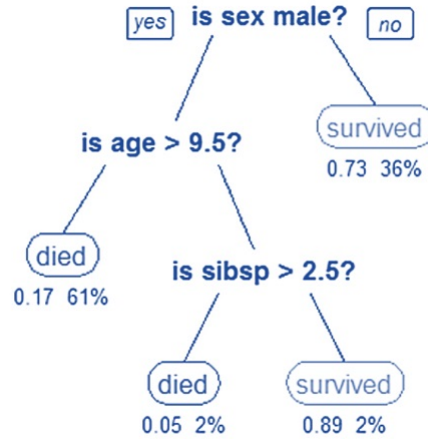 yes is sex male? no
is age > 9.5?
survived
0.73 36%
died
0.17 61%
is sibsp > 2.5?
died
0.05 2%
survived
0.89 2%